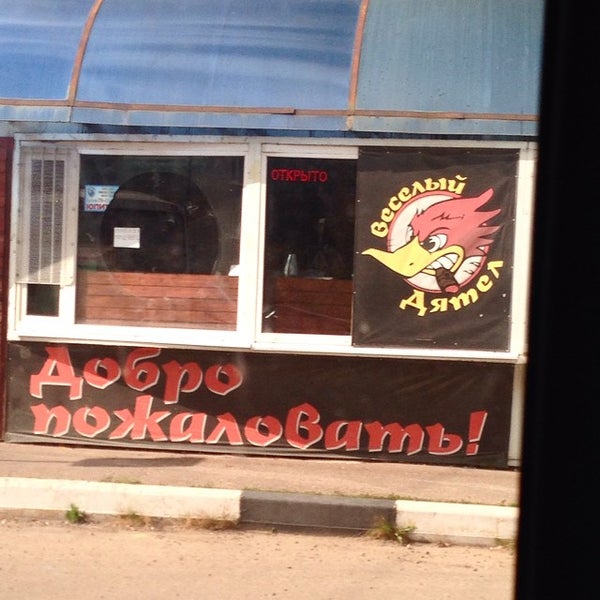 ОТКРЫТО
Веселый
Дятел
Добро
пожаловать!